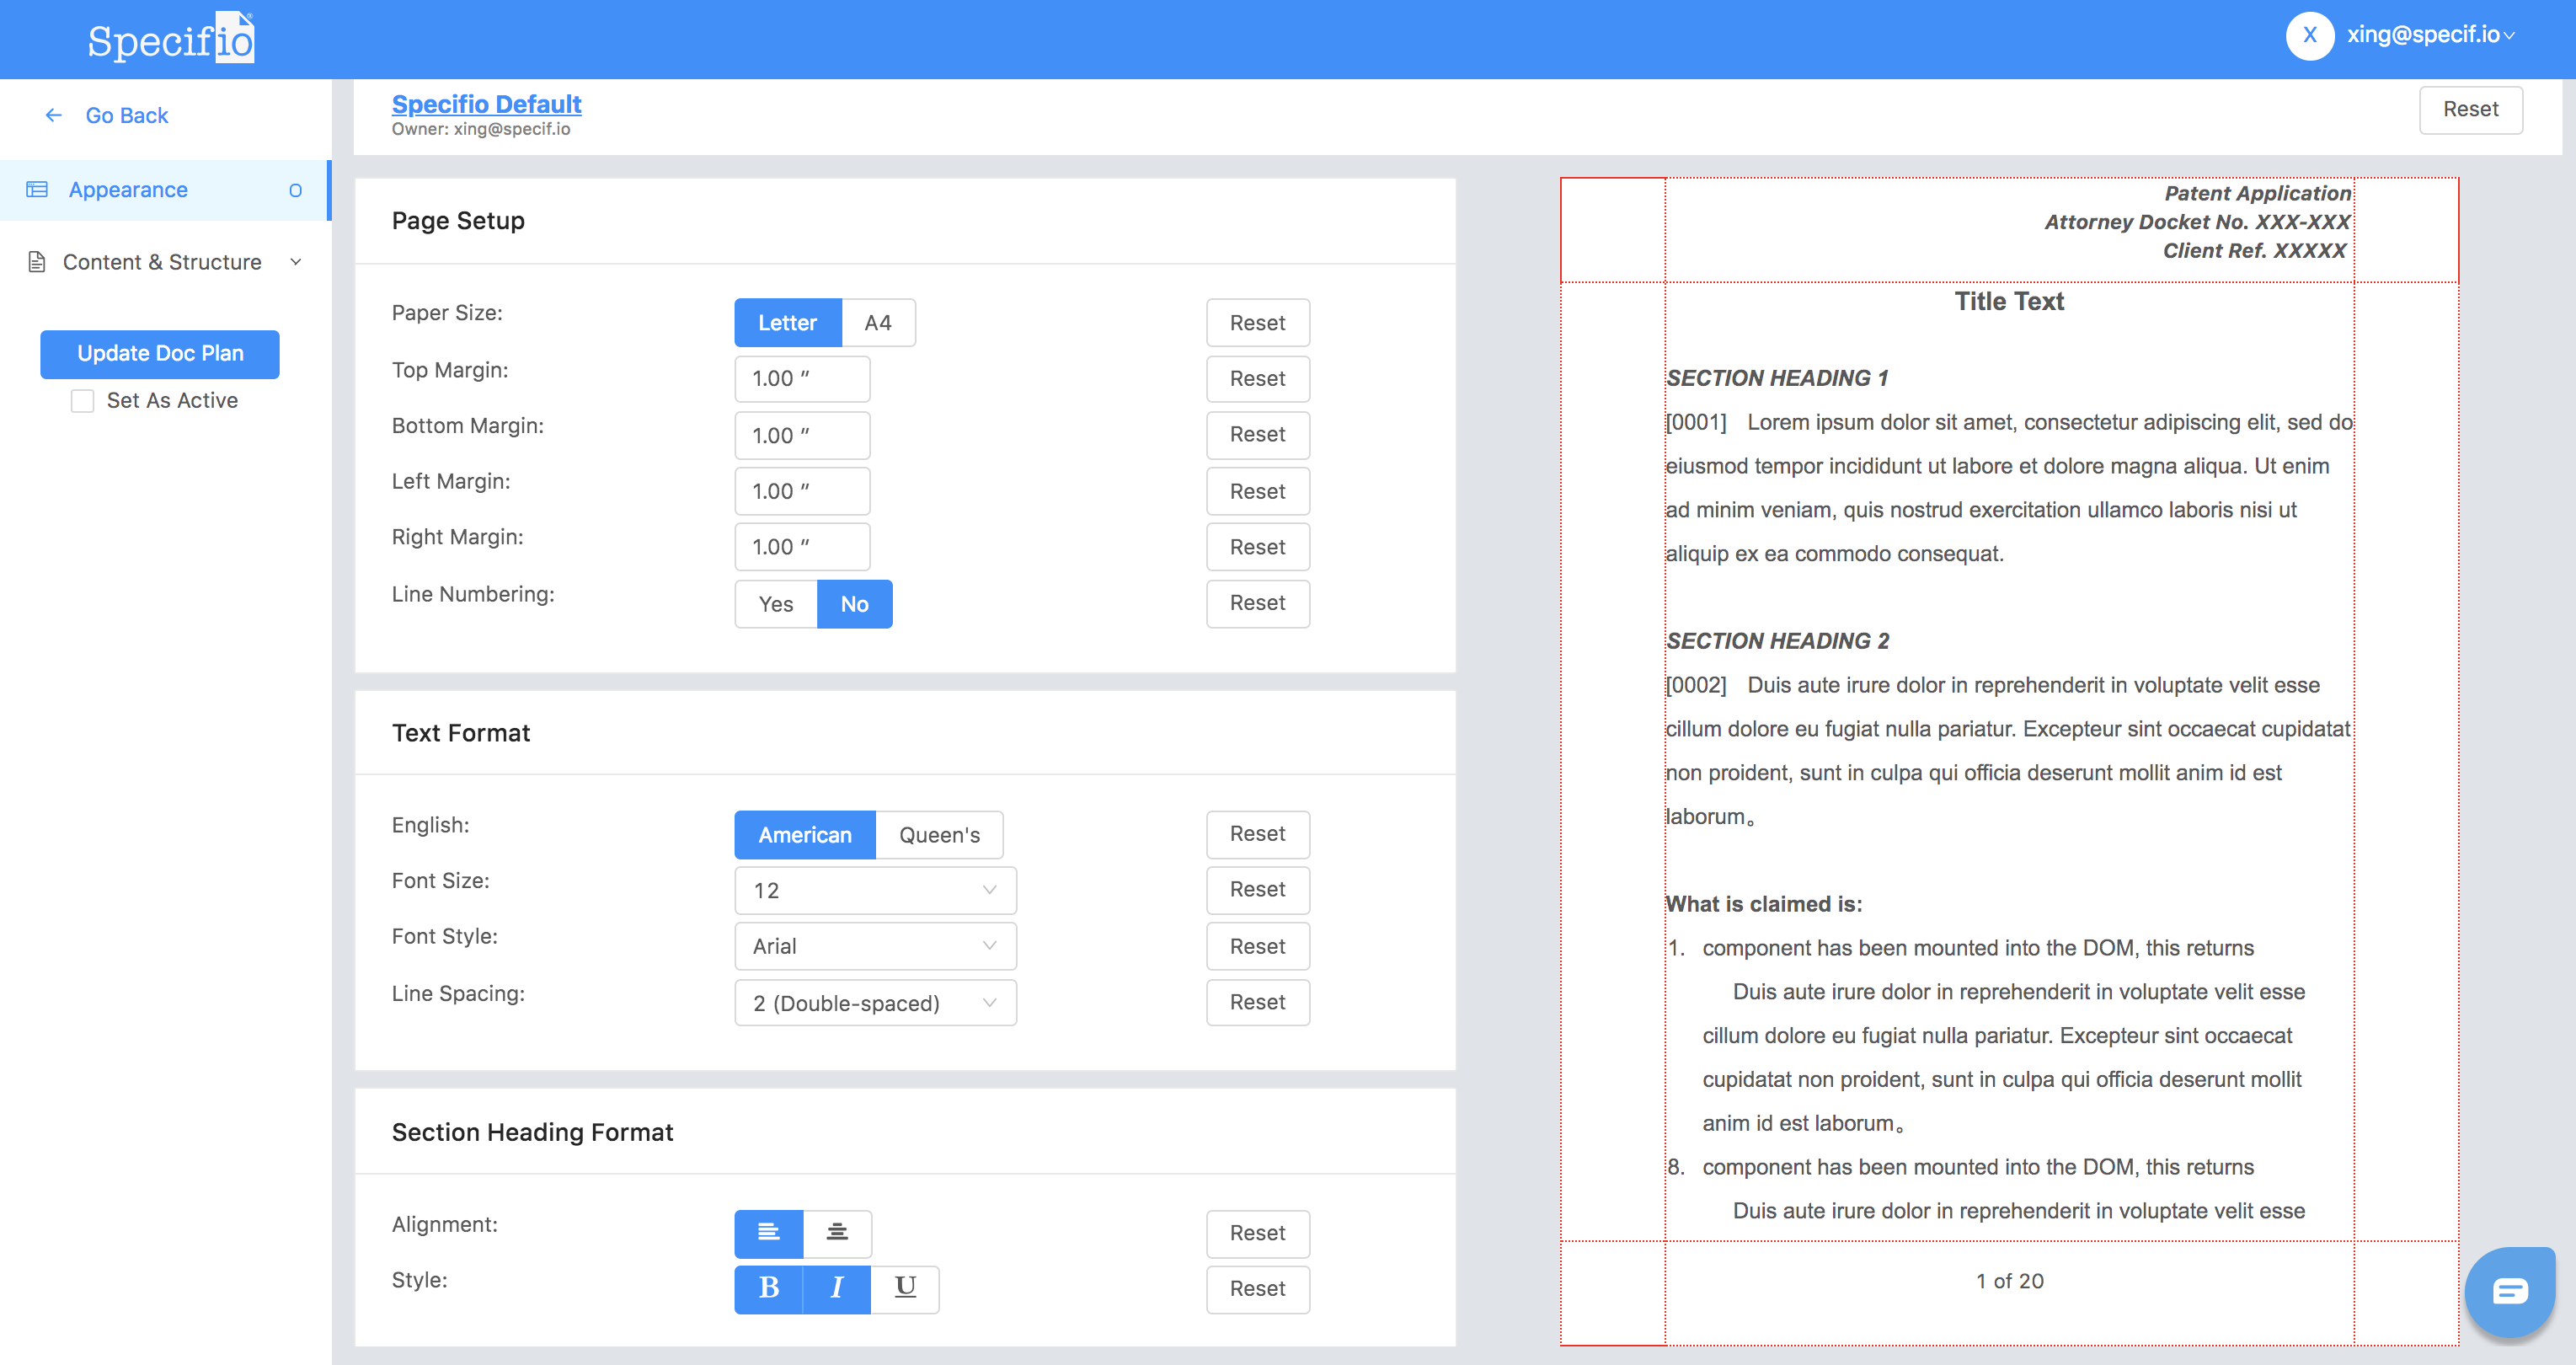 Specifio®
X xing@specif.io
Go Back
Appearance
Content & Structure
Update Doc Plan
Set As Active
Specifio Default
Owner: xing@specif.io
Reset
Page Setup
Paper Size: Letter A4 Reset
Top Margin: 1.00 ″ Reset
Bottom Margin: 1.00 ″ Reset
Left Margin: 1.00 ″ Reset
Right Margin: 1.00 ″ Reset
Line Numbering: Yes No Reset
Text Format
English: American Queen's Reset
Font Size: 12 Reset
Font Style: Arial Reset
Line Spacing: 2 (Double-spaced) Reset
Section Heading Format
Alignment: Reset
Style: B I U Reset
Patent Application
Attorney Docket No. XXX-XXX
Client Ref. XXXXX
Title Text
SECTION HEADING 1
[0001] Lorem ipsum dolor sit amet, consectetur adipiscing elit, sed do
eiusmod tempor incididunt ut labore et dolore magna aliqua. Ut enim
ad minim veniam, quis nostrud exercitation ullamco laboris nisi ut
aliquip ex ea commodo consequat.
SECTION HEADING 2
[0002] Duis aute irure dolor in reprehenderit in voluptate velit esse
cillum dolore eu fugiat nulla pariatur. Excepteur sint occaecat cupidatat
non proident, sunt in culpa qui officia deserunt mollit anim id est
laborum。
What is claimed is:
1. component has been mounted into the DOM, this returns
Duis aute irure dolor in reprehenderit in voluptate velit esse
cillum dolore eu fugiat nulla pariatur. Excepteur sint occaecat
cupidatat non proident, sunt in culpa qui officia deserunt mollit
anim id est laborum。
8. component has been mounted into the DOM, this returns
Duis aute irure dolor in reprehenderit in voluptate velit esse
1 of 20